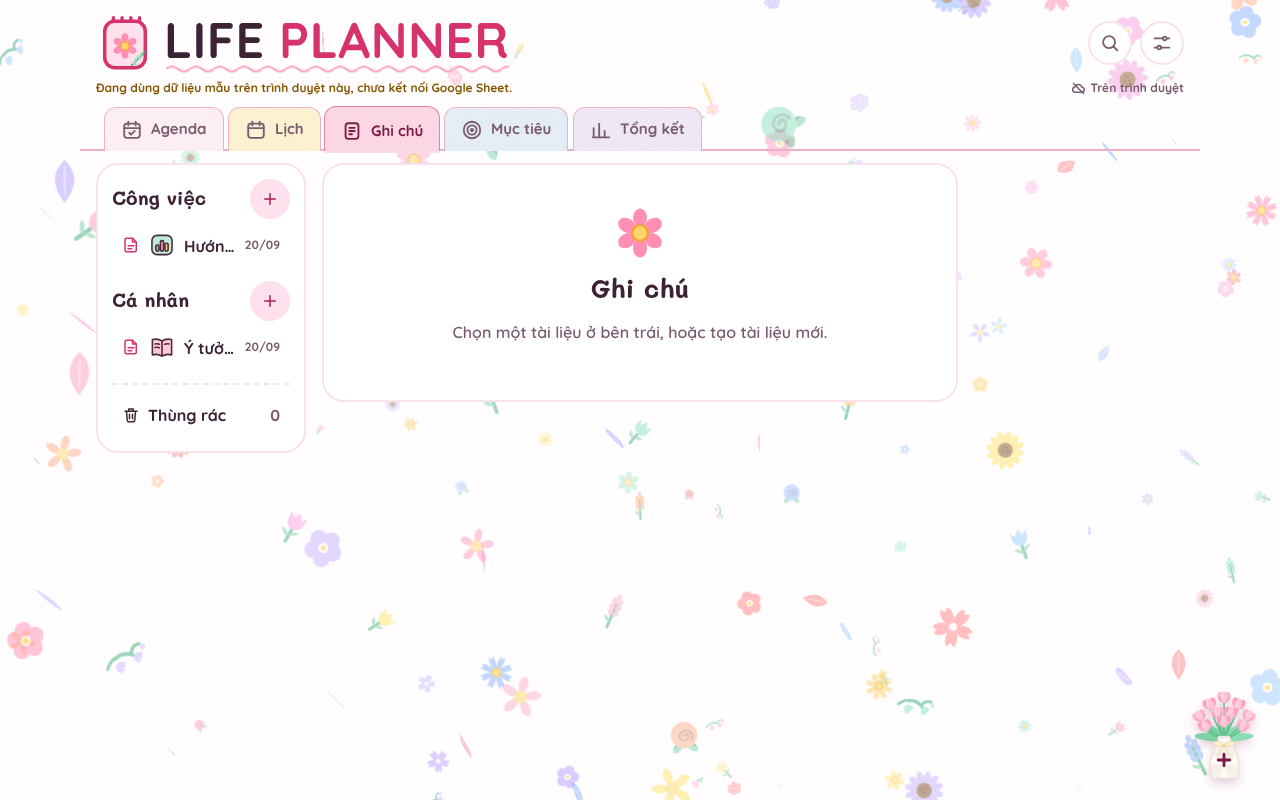 LIFE PLANNER
Đang dùng dữ liệu mẫu trên trình duyệt này, chưa kết nối Google Sheet.
Trên trình duyệt
Agenda
Lịch
Ghi chú
Mục tiêu
Tổng kết
Công việc
Hướn... 20/09
Cá nhân
Ý tưở... 20/09
Thùng rác 0
Ghi chú
Chọn một tài liệu ở bên trái, hoặc tạo tài liệu mới.